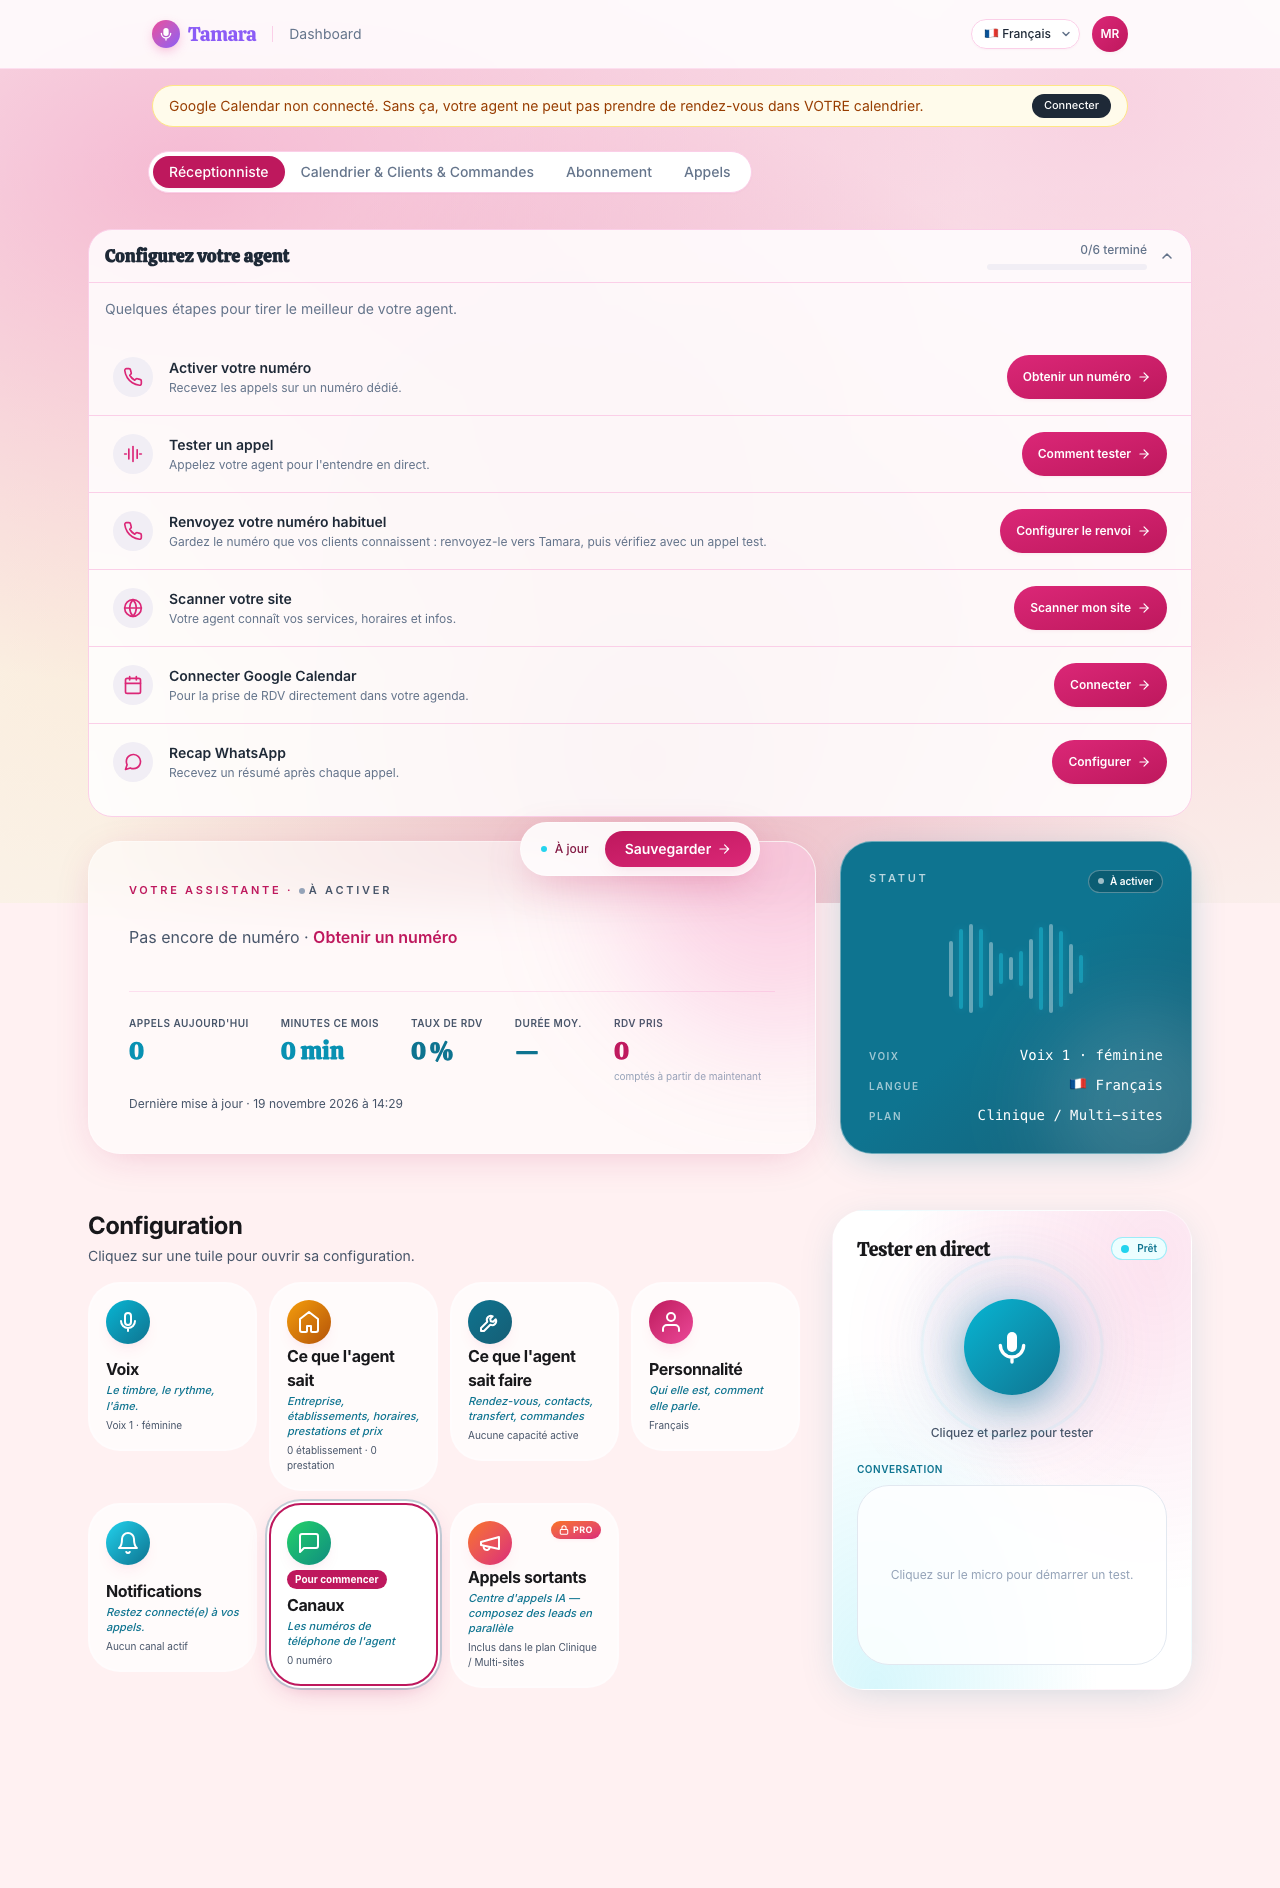 Tamara
Dashboard
🇫🇷 Français
MR
Google Calendar non connecté. Sans ça, votre agent ne peut pas prendre de rendez-vous dans VOTRE calendrier.
Connecter
Réceptionniste
Calendrier & Clients & Commandes
Abonnement
Appels
Configurez votre agent
0/6 terminé
Quelques étapes pour tirer le meilleur de votre agent.
Activer votre numéro
Recevez les appels sur un numéro dédié.
Obtenir un numéro →
Tester un appel
Appelez votre agent pour l'entendre en direct.
Comment tester →
Renvoyez votre numéro habituel
Gardez le numéro que vos clients connaissent : renvoyez-le vers Tamara, puis vérifiez avec un appel test.
Configurer le renvoi →
Scanner votre site
Votre agent connaît vos services, horaires et infos.
Scanner mon site →
Connecter Google Calendar
Pour la prise de RDV directement dans votre agenda.
Connecter →
Recap WhatsApp
Recevez un résumé après chaque appel.
Configurer →
À jour
Sauvegarder →
VOTRE ASSISTANTE · À ACTIVER
Pas encore de numéro · Obtenir un numéro
APPELS AUJOURD'HUI
0
MINUTES CE MOIS
0 min
TAUX DE RDV
0 %
DURÉE MOY.
—
RDV PRIS
0
comptés à partir de maintenant
Dernière mise à jour · 19 novembre 2026 à 14:29
STATUT
À activer
VOIX
Voix 1 · féminine
LANGUE
🇫🇷 Français
PLAN
Clinique / Multi-sites
Configuration
Cliquez sur une tuile pour ouvrir sa configuration.
Voix
Le timbre, le rythme,
l'âme.
Voix 1 · féminine
Ce que l'agent
sait
Entreprise,
établissements, horaires,
prestations et prix
0 établissement · 0
prestation
Ce que l'agent
sait faire
Rendez-vous, contacts,
transfert, commandes
Aucune capacité active
Personnalité
Qui elle est, comment
elle parle.
Français
Notifications
Restez connecté(e) à vos
appels.
Aucun canal actif
Pour commencer
Canaux
Les numéros de
téléphone de l'agent
0 numéro
PRO
Appels sortants
Centre d'appels IA —
composez des leads en
parallèle
Inclus dans le plan Clinique
/ Multi-sites
Tester en direct
Prêt
Cliquez et parlez pour tester
CONVERSATION
Cliquez sur le micro pour démarrer un test.